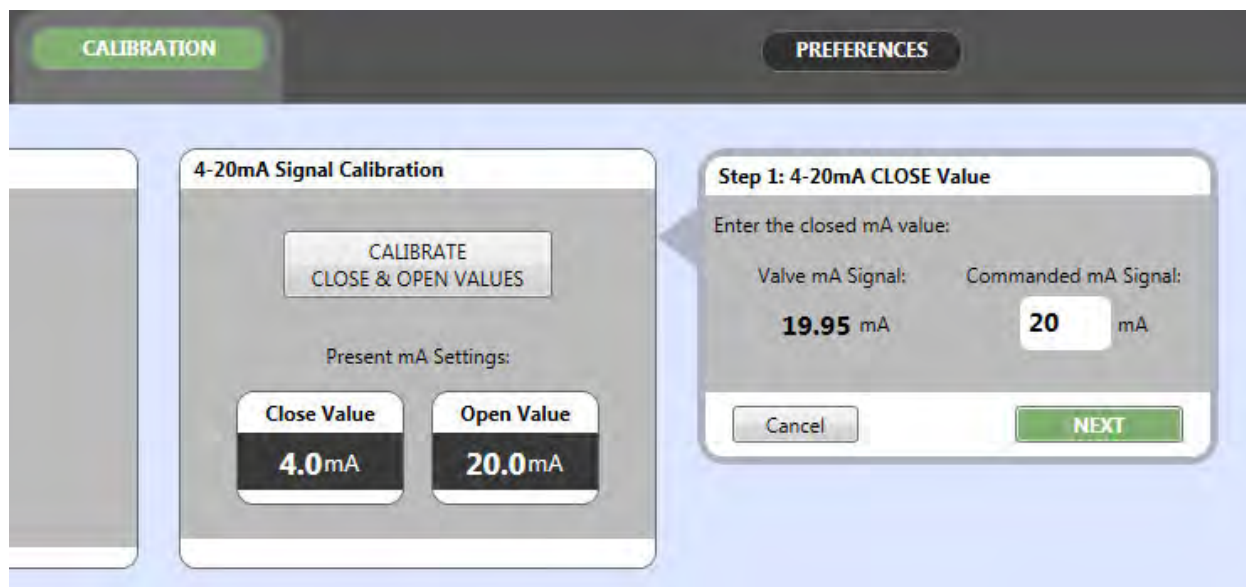 CALIBRATION
PREFERENCES
4-20mA Signal Calibration
CALIBRATE
CLOSE & OPEN VALUES
Present mA Settings:
Close Value
Open Value
4.0mA
20.0mA
Step 1: 4-20mA CLOSE Value
Enter the closed mA value:
Valve mA Signal:
Commanded mA Signal:
19.95 mA
20 mA
Cancel
NEXT